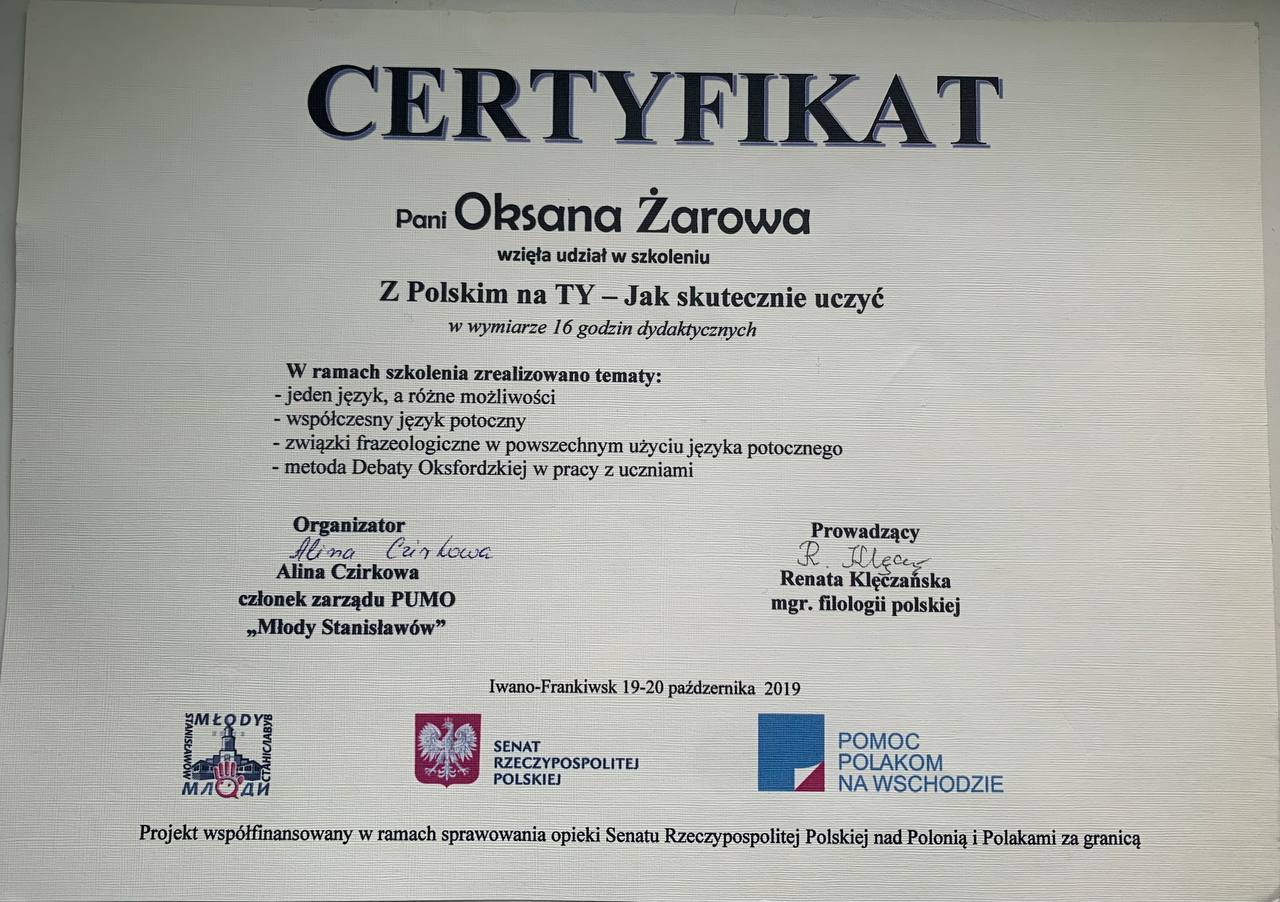 CERTYFIKAT
Pani Oksana Żarowa
wzięła udział w szkoleniu
Z Polskim na TY – Jak skutecznie uczyć
w wymiarze 16 godzin dydaktycznych
W ramach szkolenia zrealizowano tematy:
- jeden język, a różne możliwości
- współczesny język potoczny
- związki frazeologiczne w powszechnym użyciu języka potocznego
- metoda Debaty Oksfordzkiej w pracy z uczniami
Organizator
Alina Czirkowa
Alina Czirkowa
członek zarządu PUMO
„Młody Stanisławów”
Prowadzący
R. Klęcz
Renata Klęczańska
mgr. filologii polskiej
Iwano-Frankiwsk 19-20 października 2019
MŁODY
STANISŁAWÓW
СТАНІСЛАВІВ
МЛОДИ
SENAT
RZECZYPOSPOLITEJ
POLSKIEJ
POMOC
POLAKOM
NA WSCHODZIE
Projekt współfinansowany w ramach sprawowania opieki Senatu Rzeczypospolitej Polskiej nad Polonią i Polakami za granicą